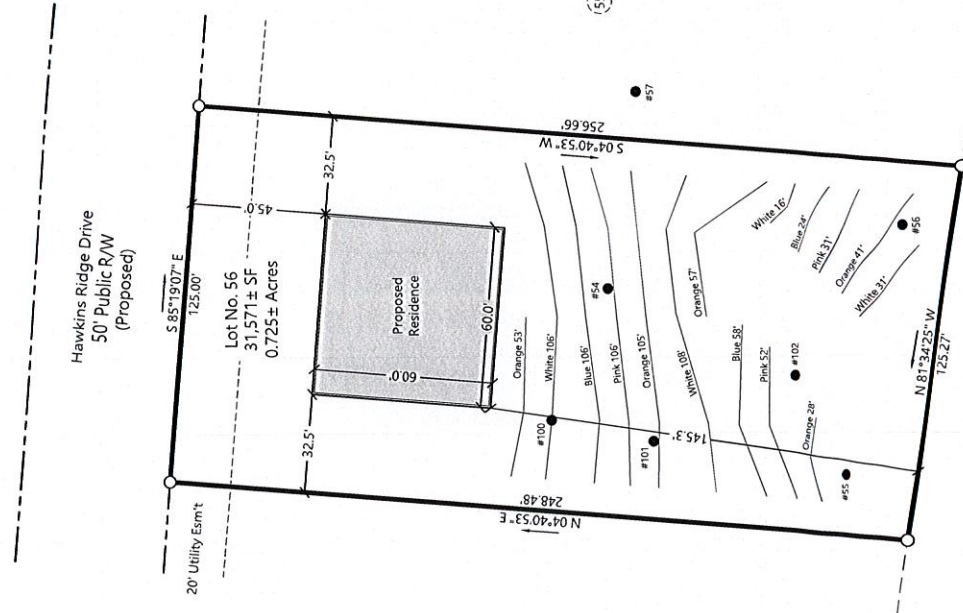 Hawkins Ridge Drive
50' Public R/W
(Proposed)
S 85°19'07" E
125.00'
20' Utility Esm't
Lot No. 56
31,571± SF
0.725± Acres
45.0'
32.5'
32.5'
Proposed
Residence
60.0'
60.0'
256.66'
S 04°40'53" W
248.48'
N 04°40'53" E
N 81°34'25" W
125.27'
145.3'
Orange 53'
White 106'
Blue 106'
Pink 106'
Orange 105'
White 108'
Orange 57'
Blue 58'
Pink 52'
Orange 28'
White 16'
Blue 24'
Pink 31'
Orange 41'
White 31'
#57
#54
#100
#101
#102
#55
#56